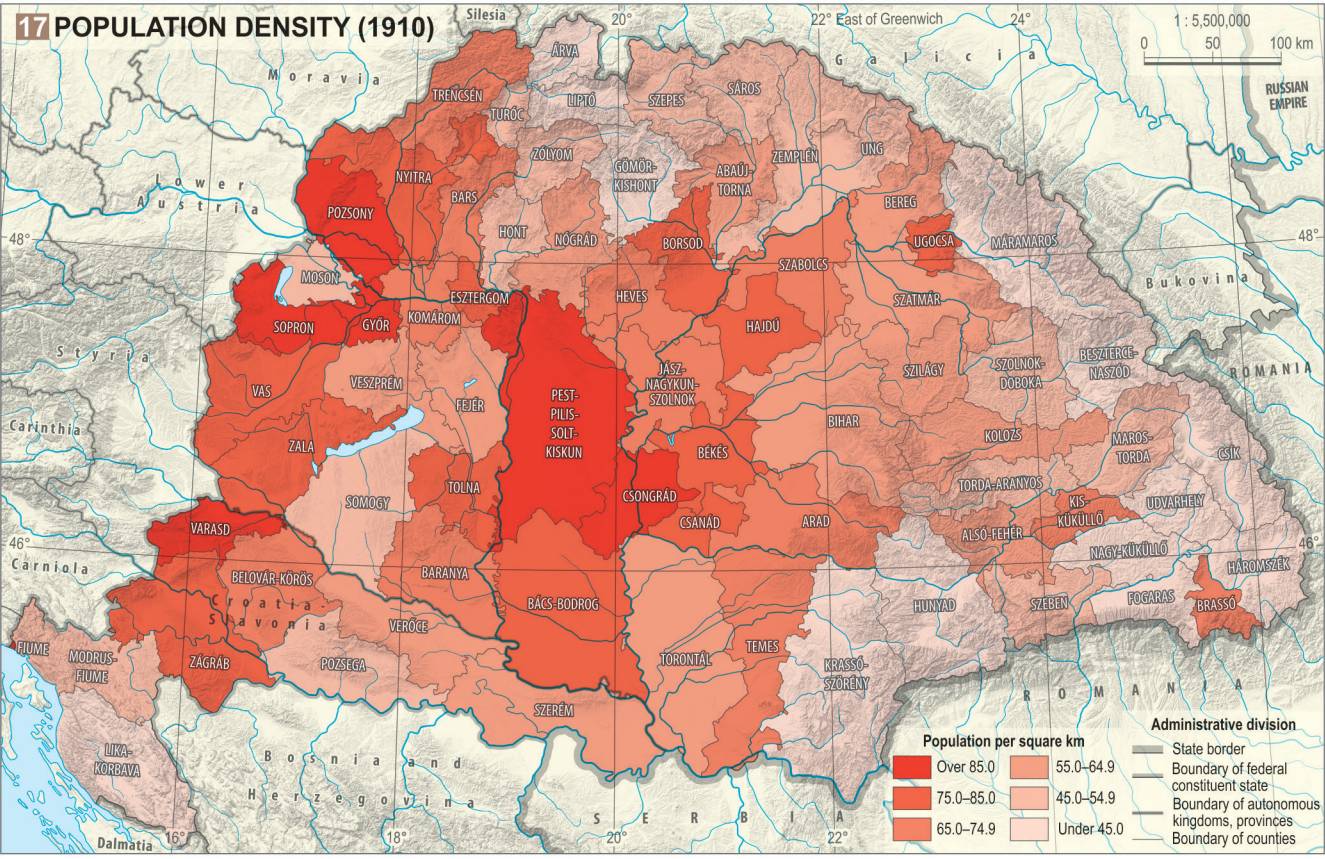 17 POPULATION DENSITY (1910)
Silesia
20°
22° East of Greenwich
24°
1 : 5,500,000
0 50 100 km
Moravia
Galicia
RUSSIAN
EMPIRE
Lower
Austria
48°
48°
Bukovina
Styria
ROMANIA
Carinthia
Carniola
46°
46°
Croatia-
Slavonia
Bosnia and
Herzegovina
SERBIA
ROMANIA
Dalmatia
16°
18°
20°
22°
ÁRVA
TRENCSÉN
TURÓC
LIPTÓ
SZEPES
SÁROS
NYITRA
BARS
ZÓLYOM
GÖMÖR-
KISHONT
ABAÚJ-
TORNA
ZEMPLÉN
UNG
BEREG
POZSONY
HONT
NÓGRÁD
BORSOD
UGOCSA
MÁRAMAROS
MOSON
SOPRON
GYŐR
KOMÁROM
ESZTERGOM
HEVES
SZABOLCS
SZATMÁR
HAJDÚ
VAS
VESZPRÉM
FEJÉR
PEST-
PILIS-
SOLT-
KISKUN
JÁSZ-
NAGYKUN-
SZOLNOK
SZILÁGY
SZOLNOK-
DOBOKA
BESZTERCE-
NASZÓD
ZALA
SOMOGY
TOLNA
CSONGRÁD
BÉKÉS
BIHAR
KOLOZS
MAROS-
TORDA
CSÍK
CSANÁD
ARAD
TORDA-ARANYOS
KIS-
KÜKÜLLŐ
UDVARHELY
ALSÓ-FEHÉR
NAGY-KÜKÜLLŐ
HÁROMSZÉK
VARASD
BELOVÁR-KŐRÖS
BARANYA
BÁCS-BODROG
HUNYAD
SZEBEN
FOGARAS
BRASSÓ
FIUME
MODRUS-
FIUME
ZÁGRÁB
POZSEGA
VERŐCE
SZERÉM
TORONTÁL
TEMES
KRASSÓ-
SZÖRÉNY
LIKA-
KORBAVA
Population per square km
Over 85.0
75.0–85.0
65.0–74.9
55.0–64.9
45.0–54.9
Under 45.0
Administrative division
State border
Boundary of federal
constituent state
Boundary of autonomous
kingdoms, provinces
Boundary of counties